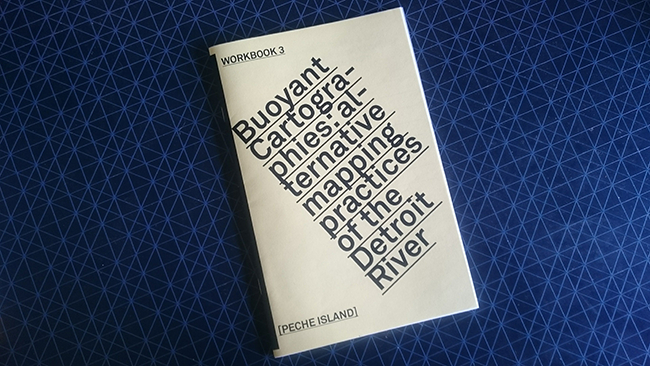 WORKBOOK 3
Buoyant
Cartogra-
phies: al-
ternative
mapping
practices
of the
Detroit
River
[PECHE ISLAND]